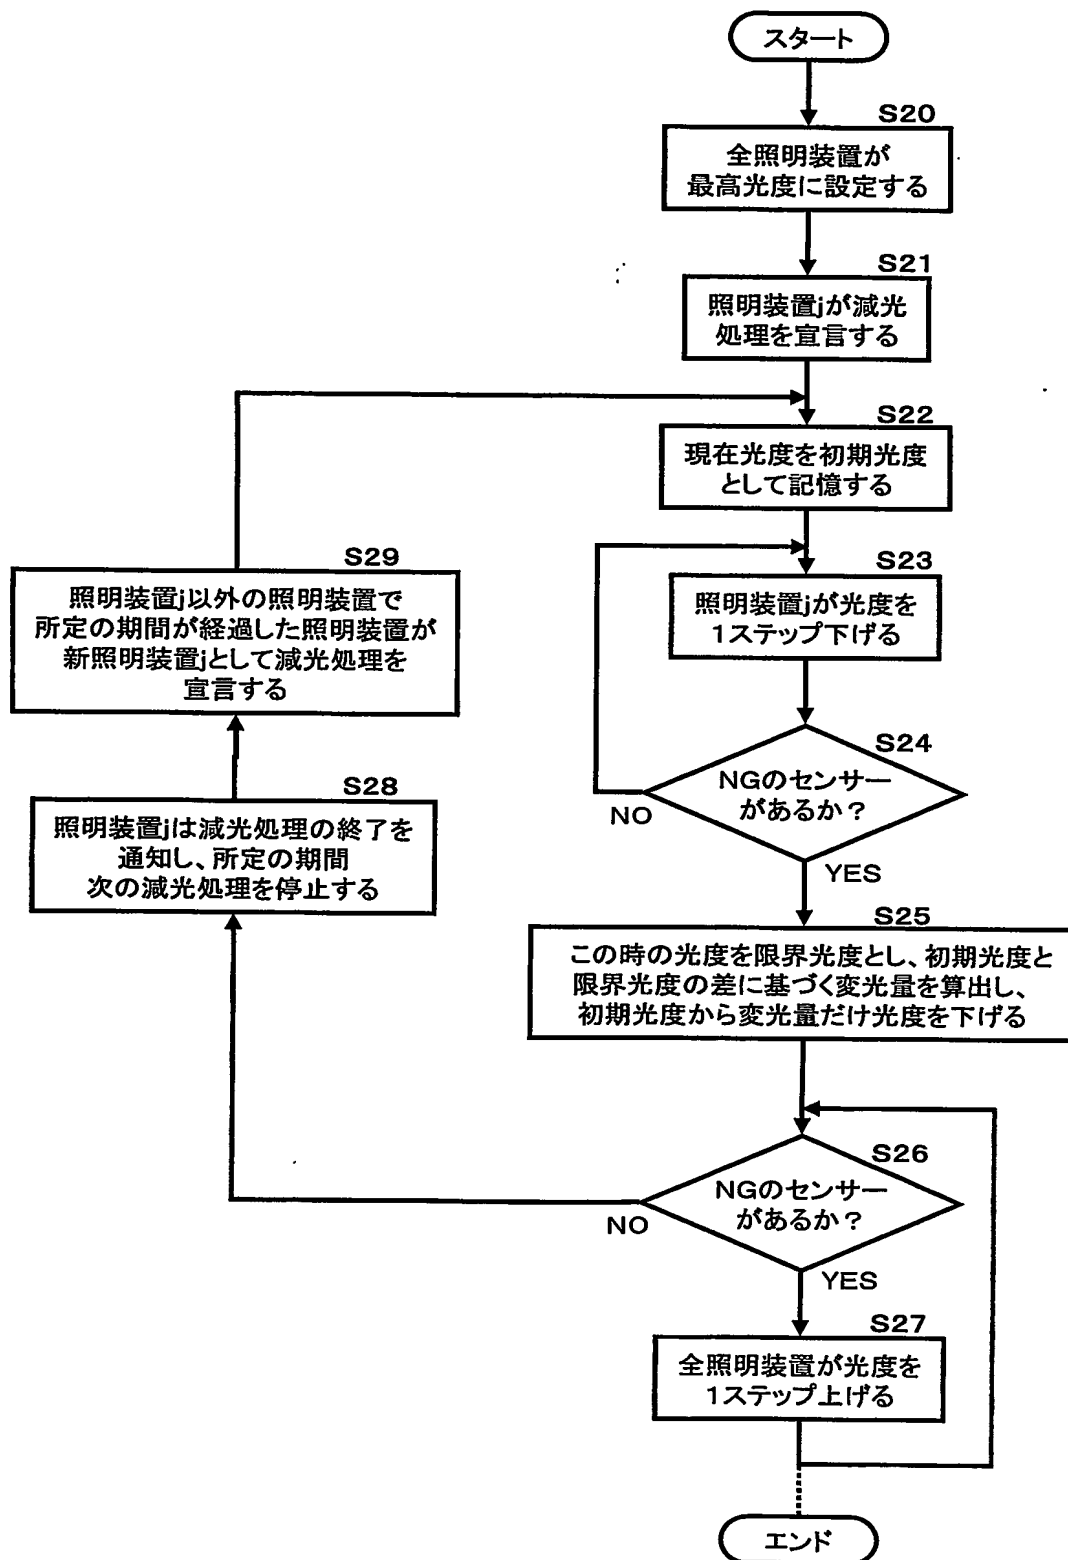 スタート
S20
全照明装置が
最高光度に設定する
S21
照明装置jが減光
処理を宣言する
S22
現在光度を初期光度
として記憶する
S23
照明装置jが光度を
1ステップ下げる
S24
NGのセンサー
があるか?
NO
YES
S25
この時の光度を限界光度とし、初期光度と
限界光度の差に基づく変光量を算出し、
初期光度から変光量だけ光度を下げる
S26
NGのセンサー
があるか?
NO
YES
S27
全照明装置が光度を
1ステップ上げる
S28
照明装置jは減光処理の終了を
通知し、所定の期間
次の減光処理を停止する
S29
照明装置j以外の照明装置で
所定の期間が経過した照明装置が
新照明装置jとして減光処理を
宣言する
エンド